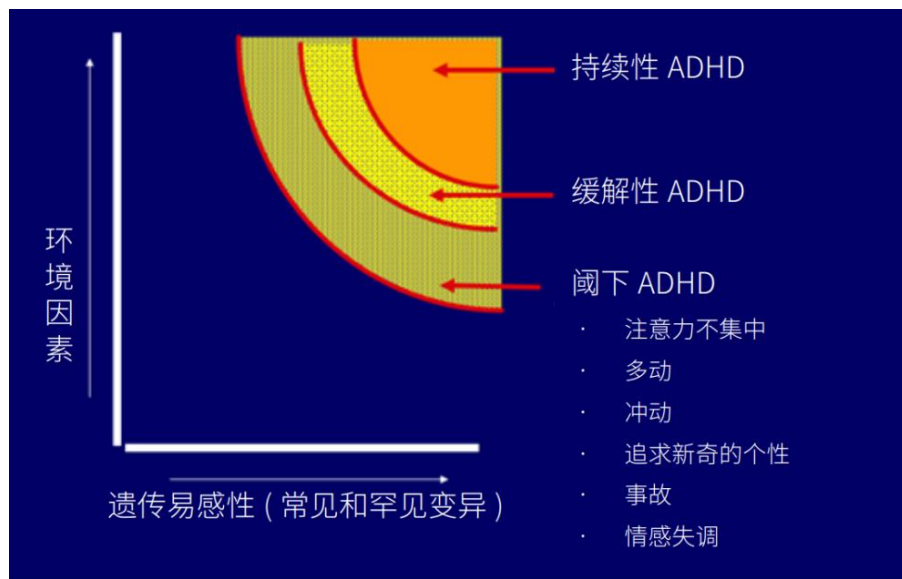 持续性 ADHD
缓解性 ADHD
环境因素
阈下 ADHD
· 注意力不集中
· 多动
· 冲动
· 追求新奇的个性
· 事故
· 情感失调
遗传易感性 ( 常见和罕见变异 )